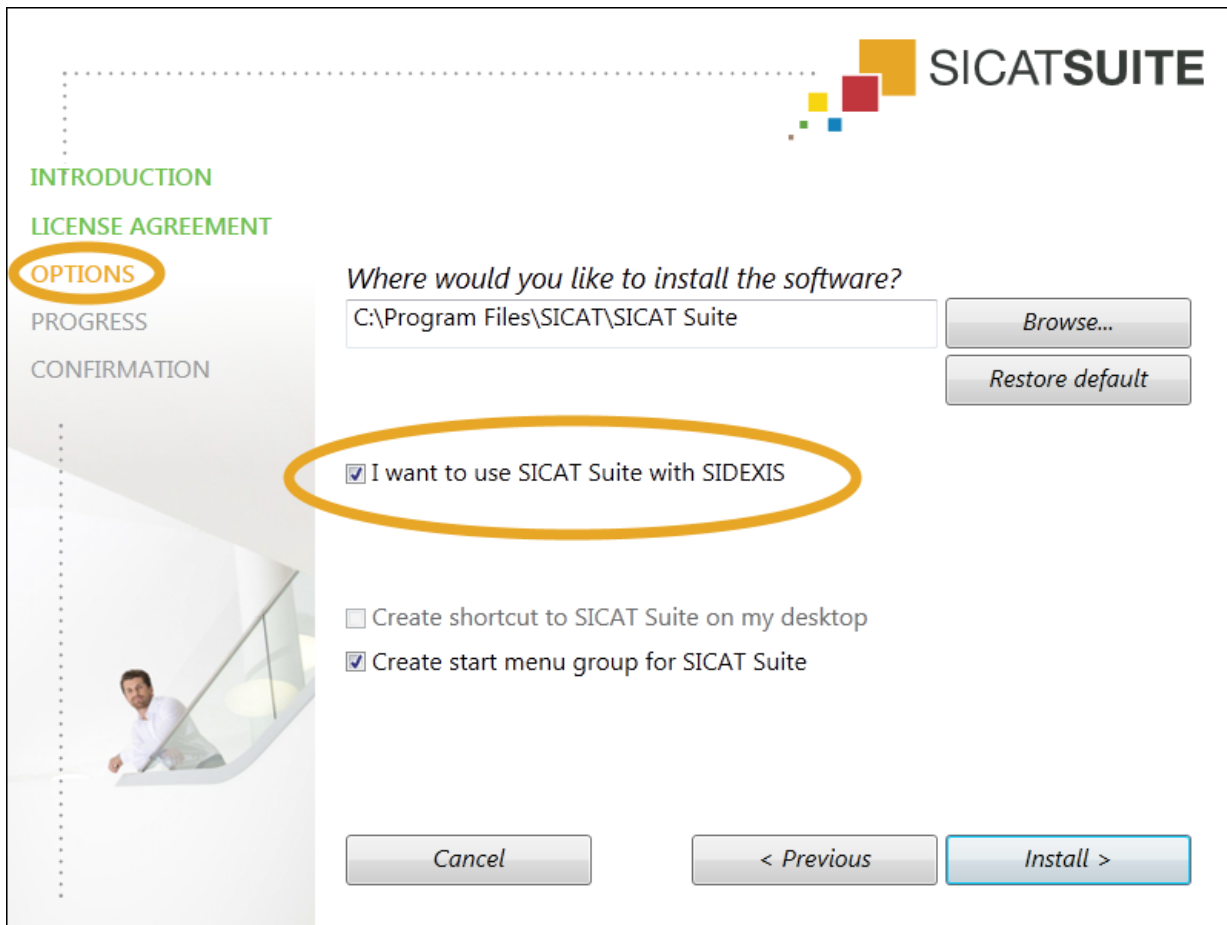 SICATSUITE
INTRODUCTION
LICENSE AGREEMENT
OPTIONS
PROGRESS
CONFIRMATION
Where would you like to install the software?
C:\Program Files\SICAT\SICAT Suite
Browse...
Restore default
I want to use SICAT Suite with SIDEXIS
Create shortcut to SICAT Suite on my desktop
Create start menu group for SICAT Suite
Cancel
< Previous
Install >